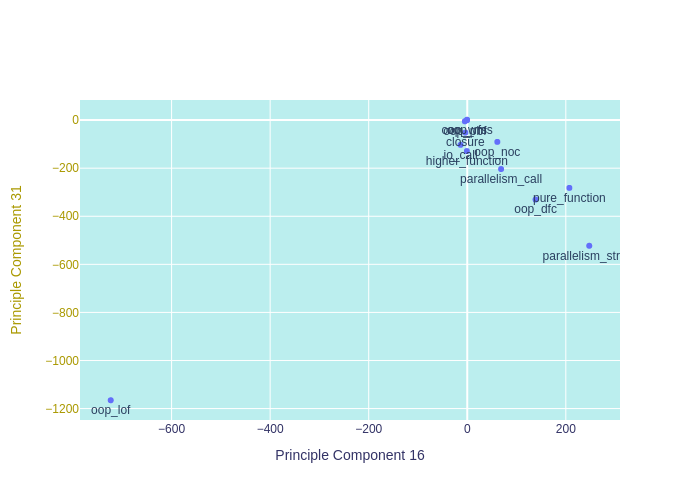 0
−200
−400
−600
−800
−1000
−1200
Principle Component 31
closure
io_call
oop_noc
higher_function
parallelism_call
pure_function
oop_dfc
parallelism_str
oop_lof
−600
−400
−200
0
200
Principle Component 16